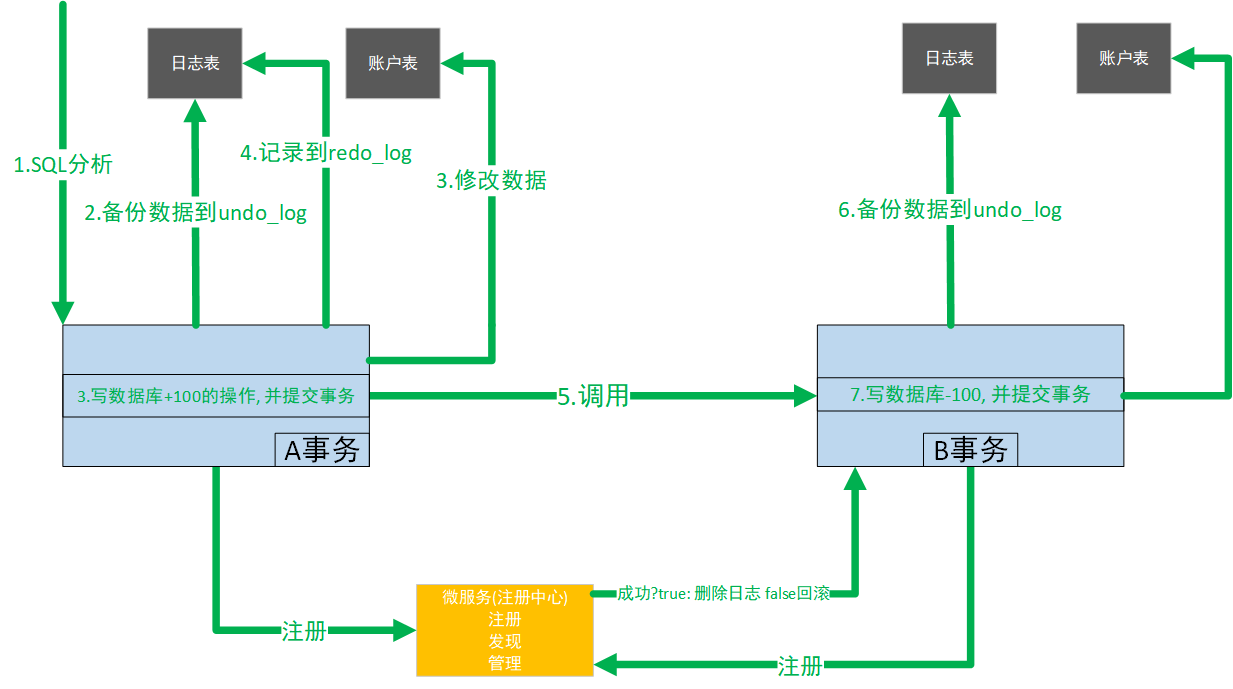 日志表
账户表
日志表
账户表
1.SQL分析
4.记录到redo_log
3.修改数据
2.备份数据到undo_log
6.备份数据到undo_log
3.写数据库+100的操作, 并提交事务
5.调用
7.写数据库-100, 并提交事务
A事务
B事务
微服务(注册中心)
注册
发现
管理
成功?true: 删除日志 false回滚
注册
注册